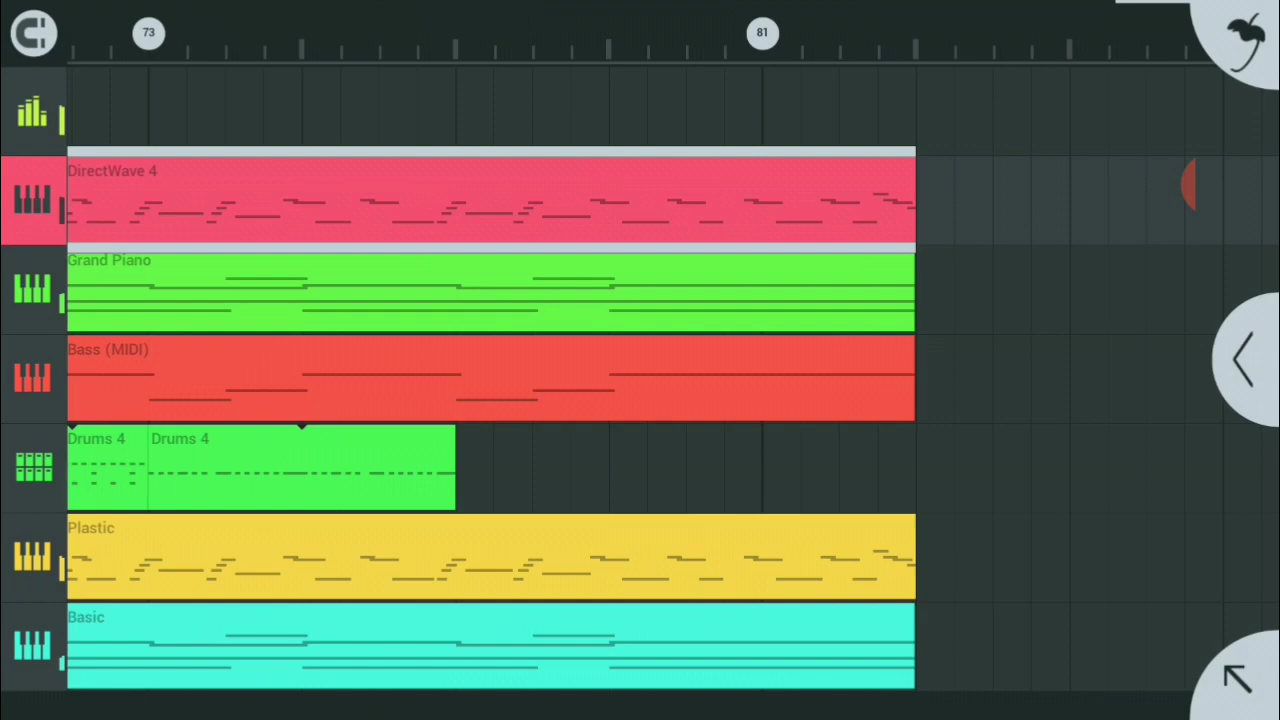 73
81
DirectWave 4
Grand Piano
Bass (MIDI)
Drums 4 Drums 4
Plastic
Basic